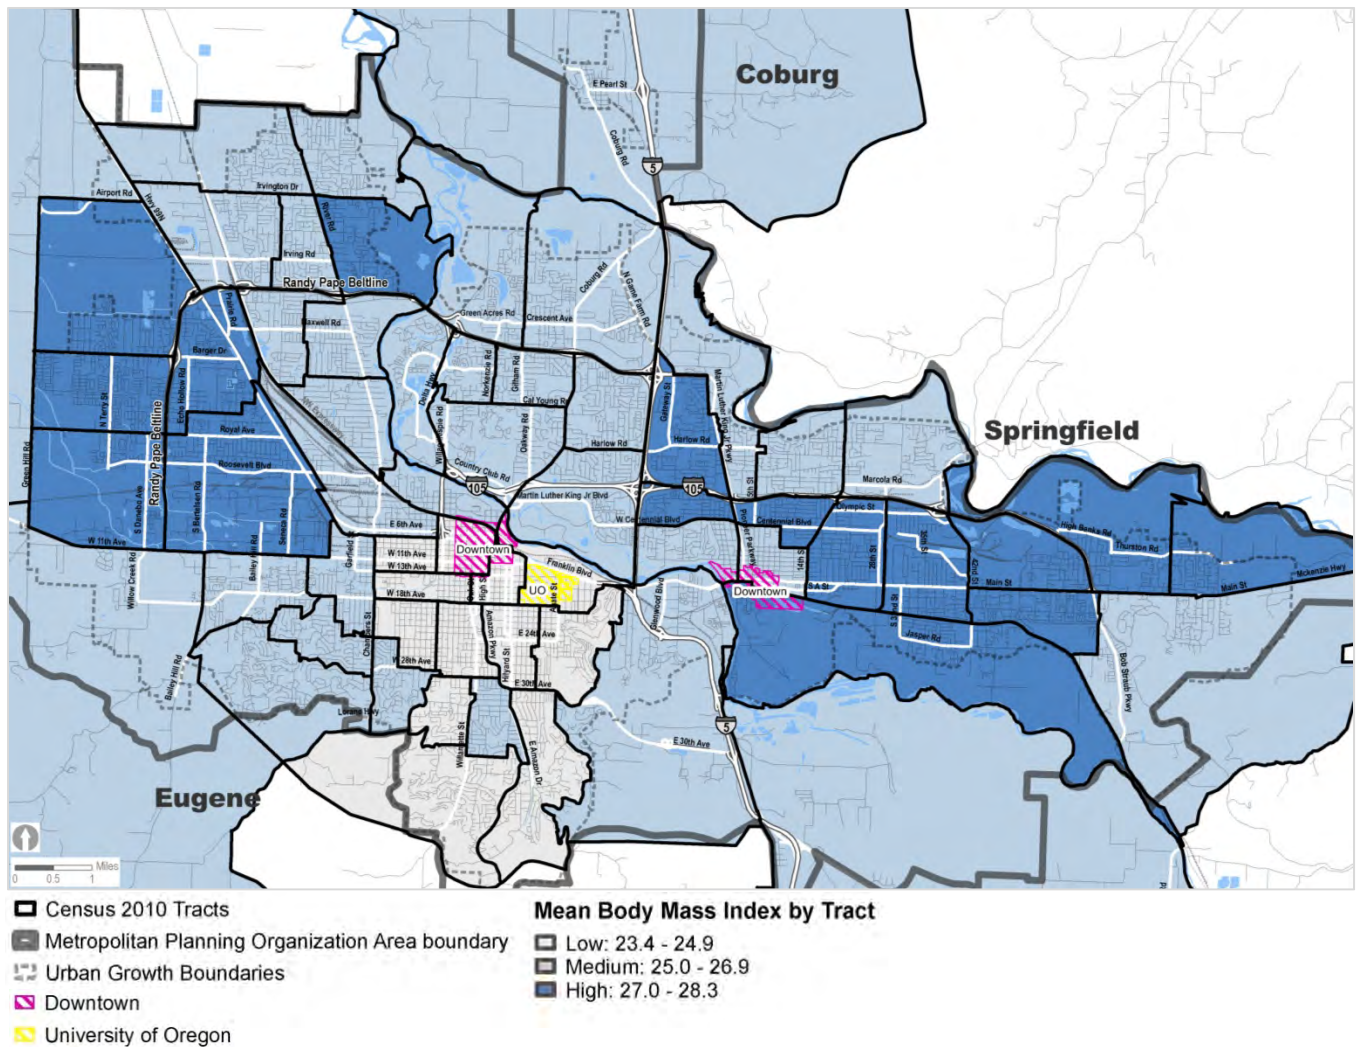 Coburg
E Pearl St
Coburg Rd
5
Airport Rd
Hwy 99N
Irvington Dr
River Rd
Irving Rd
Randy Pape Beltline
Coburg Rd
N Game Farm Rd
Prairie Rd
Maxwell Rd
Green Acres Rd
Crescent Ave
Barger Dr
Delta Hwy
Norkenzie Rd
Gilham Rd
Cal Young Rd
Gateway St
Martin Luther King Jr Pkwy
N Terry St
Echo Hollow Rd
NW Expressway
Randy Pape Beltline
Royal Ave
Oakway Rd
Harlow Rd
Harlow Rd
Springfield
Green Hill Rd
Roosevelt Blvd
Country Club Rd
105
105
5th St
Marcola Rd
S Danebo Ave
S Bertelsen Rd
Seneca Rd
Martin Luther King Jr Blvd
W Centennial Blvd
Centennial Blvd
Olympic St
High Banks Rd
Thurston Rd
W 11th Ave
E 6th Ave
Garfield St
Downtown
W 11th Ave
W 13th Ave
Franklin Blvd
Pioneer Parkway
14th St
28th St
42nd St
Main St
Main St
Mckenzie Hwy
Willow Creek Rd
Bailey Hill Rd
W 18th Ave
High St
UO
Agate St
Glenwood Blvd
Downtown
S A St
S 32nd St
Jasper Rd
Chambers St
Amazon Pkwy
Hilyard St
E 24th Ave
W 28th Ave
E 30th Ave
Bailey Hill Rd
Bob Straub Pkwy
Lorane Hwy
Willamette St
E Amazon Dr
E 30th Ave
5
Eugene
Miles
0 0.5 1
Census 2010 Tracts
Metropolitan Planning Organization Area boundary
Urban Growth Boundaries
Downtown
University of Oregon
Mean Body Mass Index by Tract
Low: 23.4 - 24.9
Medium: 25.0 - 26.9
High: 27.0 - 28.3